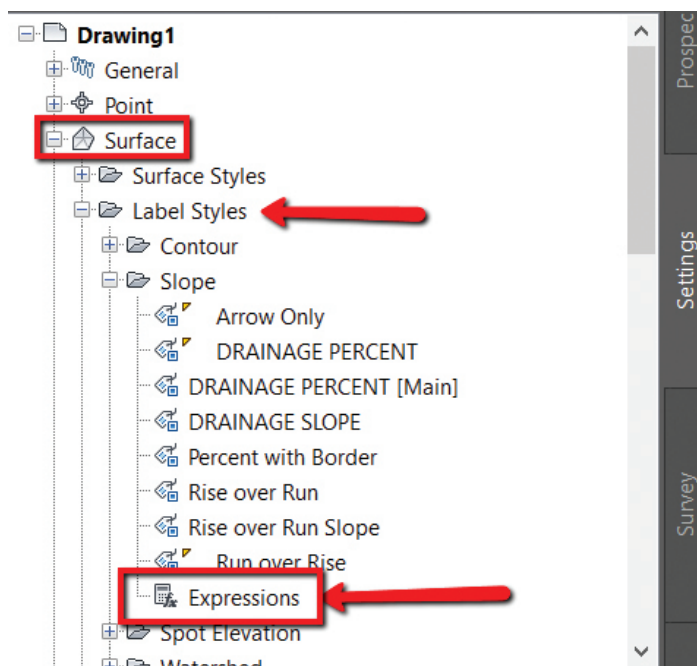 Drawing1
General
Point
Surface
Surface Styles
Label Styles
Contour
Slope
Arrow Only
DRAINAGE PERCENT
DRAINAGE PERCENT [Main]
DRAINAGE SLOPE
Percent with Border
Rise over Run
Rise over Run Slope
Run over Rise
Expressions
Spot Elevation
Watershed
Prospec
Settings
Survey